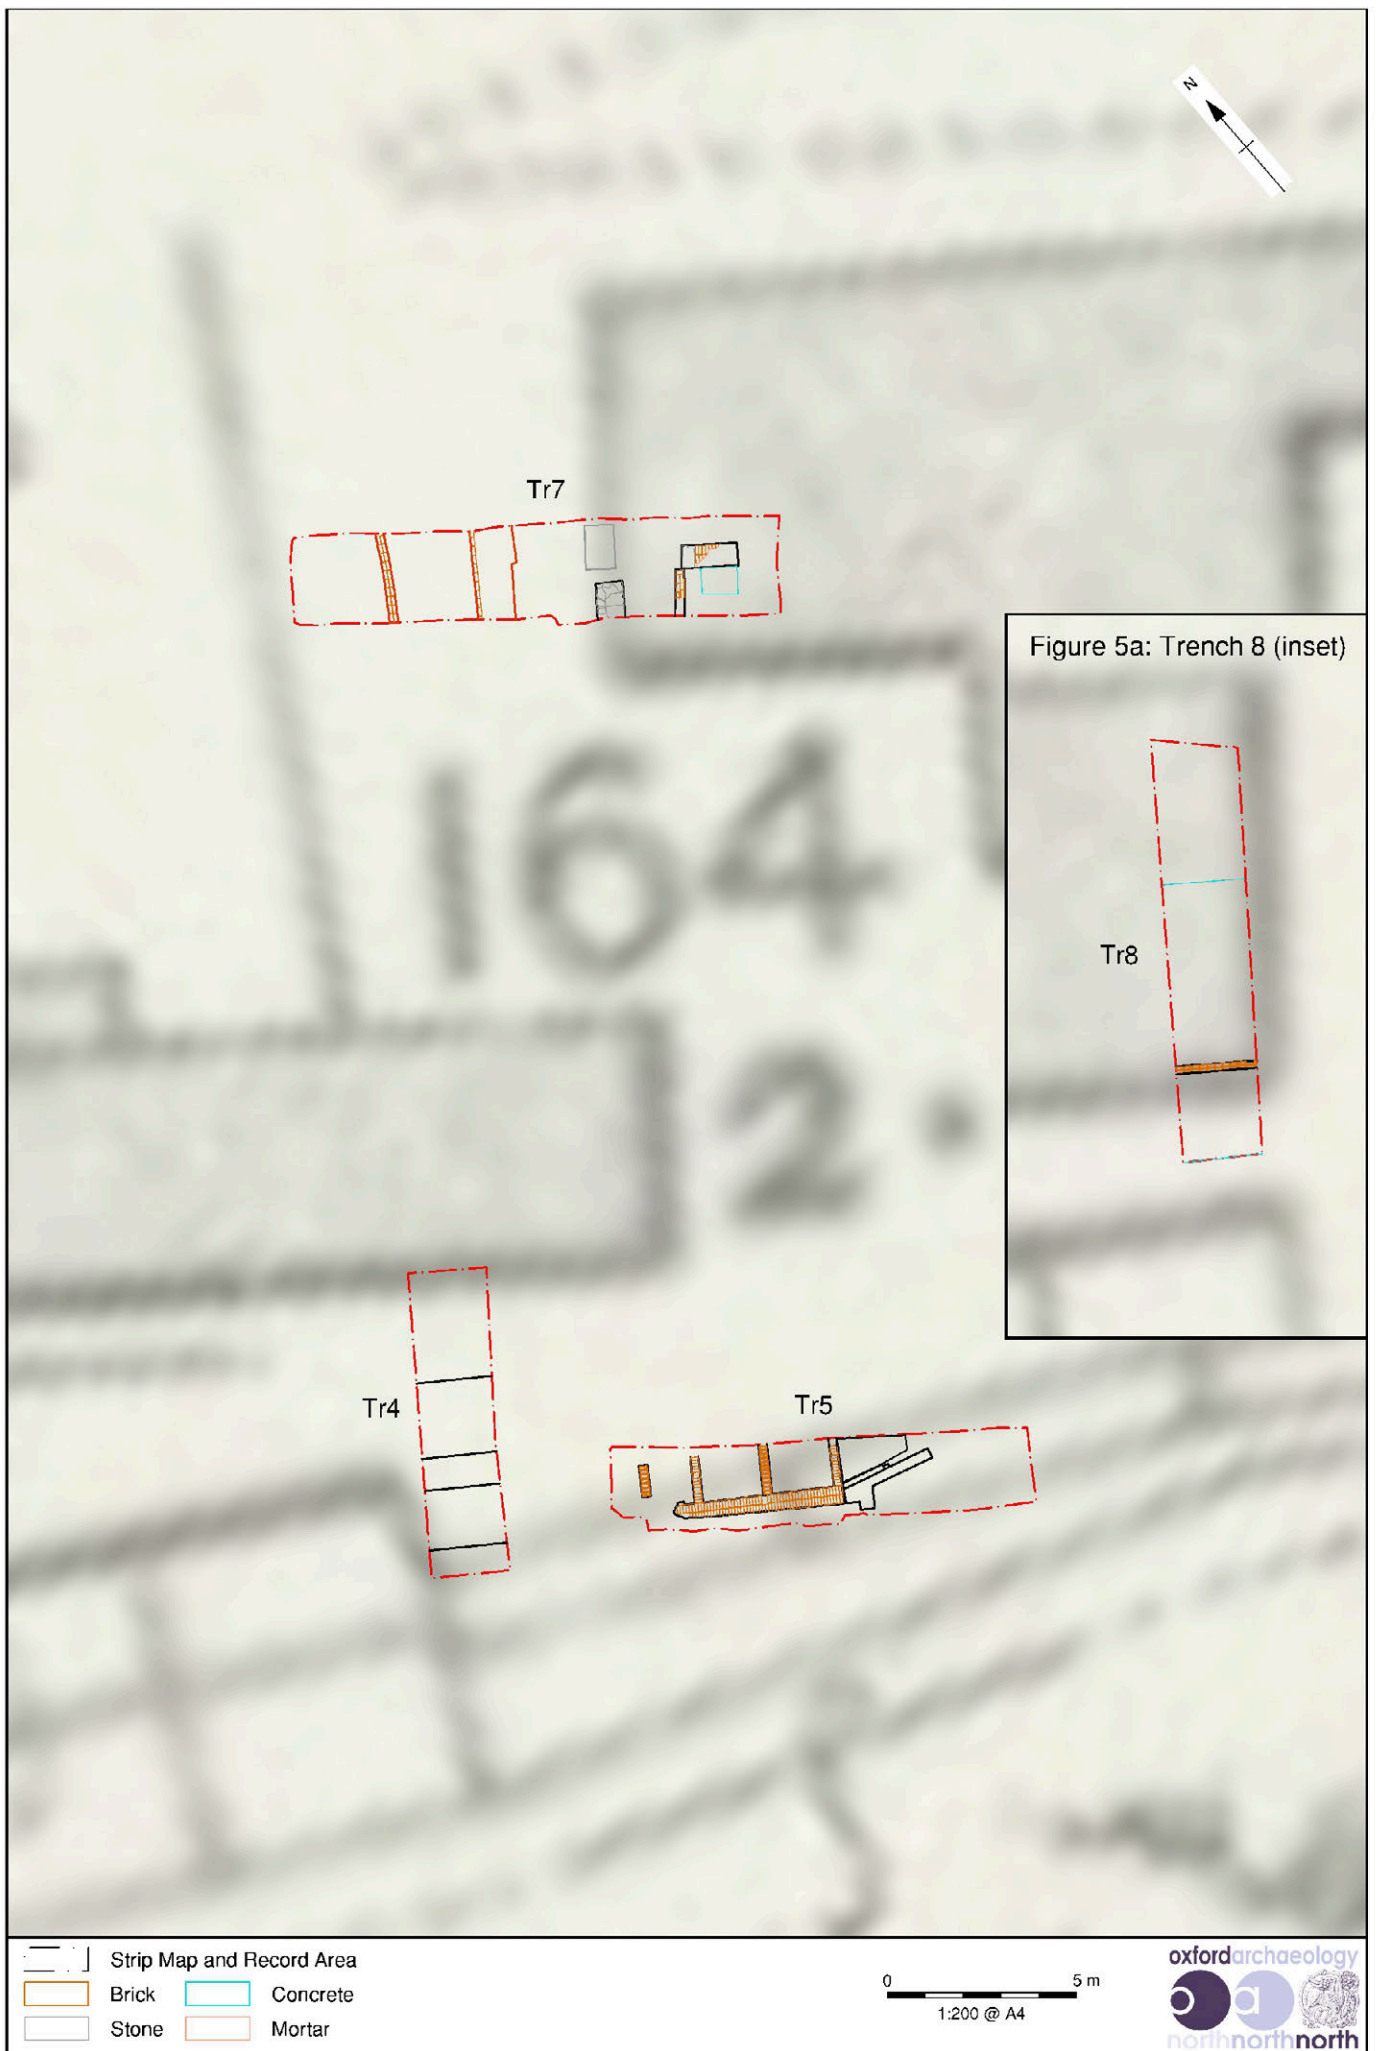 N
Tr7
Figure 5a: Trench 8 (inset)
164
Tr8
2.
Tr4
Tr5
Strip Map and Record Area
Brick
Concrete
Stone
Mortar
0 5 m
1:200 @ A4
oxfordarchaeology
o a
northnorthnorth